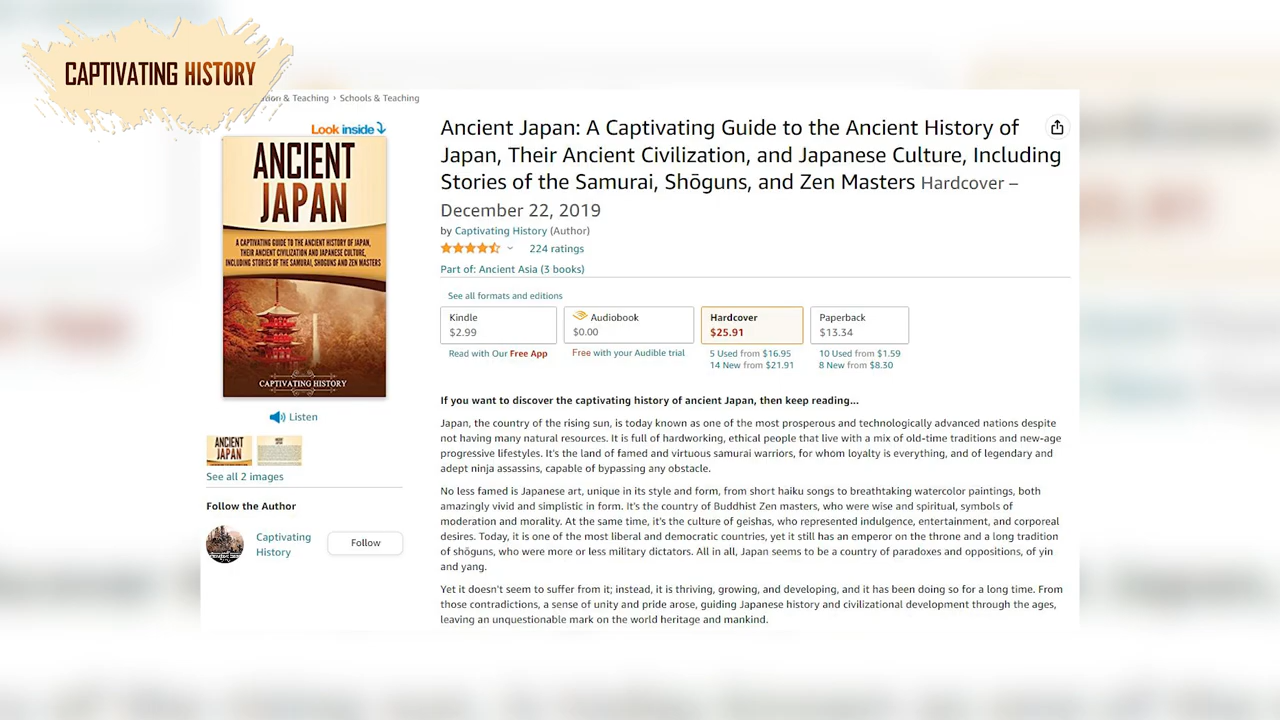 CAPTIVATING HISTORY
& Teaching › Schools & Teaching
Look inside
ANCIENT
JAPAN
A CAPTIVATING GUIDE TO THE ANCIENT HISTORY OF JAPAN,
THEIR ANCIENT CIVILIZATION AND JAPANESE CULTURE,
INCLUDING STORIES OF THE SAMURAI, SHOGUNS AND ZEN MASTERS
CAPTIVATING HISTORY
Listen
ANCIENT
JAPAN
See all 2 images
Follow the Author
Captivating
History
Follow
Ancient Japan: A Captivating Guide to the Ancient History of
Japan, Their Ancient Civilization, and Japanese Culture, Including
Stories of the Samurai, Shōguns, and Zen Masters Hardcover –
December 22, 2019
by Captivating History (Author)
224 ratings
Part of: Ancient Asia (3 books)
See all formats and editions
Kindle
$2.99
Read with Our Free App
Audiobook
$0.00
Free with your Audible trial
Hardcover
$25.91
5 Used from $16.95
14 New from $21.91
Paperback
$13.34
10 Used from $1.59
8 New from $8.30
If you want to discover the captivating history of ancient Japan, then keep reading...
Japan, the country of the rising sun, is today known as one of the most prosperous and technologically advanced nations despite
not having many natural resources. It is full of hardworking, ethical people that live with a mix of old-time traditions and new-age
progressive lifestyles. It's the land of famed and virtuous samurai warriors, for whom loyalty is everything, and of legendary and
adept ninja assassins, capable of bypassing any obstacle.
No less famed is Japanese art, unique in its style and form, from short haiku songs to breathtaking watercolor paintings, both
amazingly vivid and simplistic in form. It's the country of Buddhist Zen masters, who were wise and spiritual, symbols of
moderation and morality. At the same time, it's the culture of geishas, who represented indulgence, entertainment, and corporeal
desires. Today, it is one of the most liberal and democratic countries, yet it still has an emperor on the throne and a long tradition
of shōguns, who were more or less military dictators. All in all, Japan seems to be a country of paradoxes and oppositions, of yin
and yang.
Yet it doesn't seem to suffer from it; instead, it is thriving, growing, and developing, and it has been doing so for a long time. From
those contradictions, a sense of unity and pride arose, guiding Japanese history and civilizational development through the ages,
leaving an unquestionable mark on the world heritage and mankind.